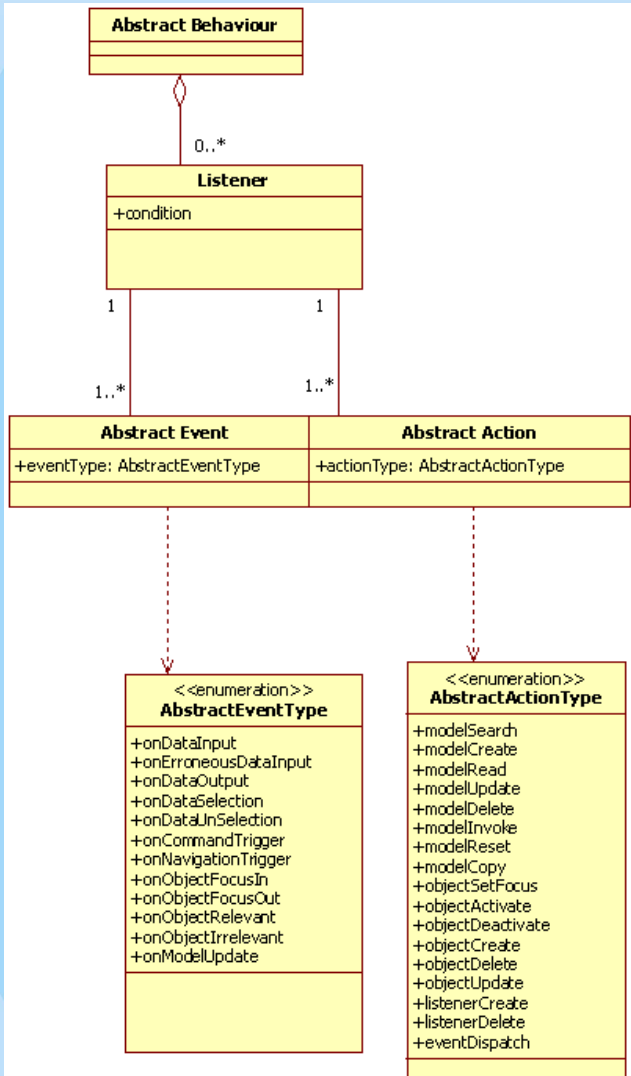 Abstract Behaviour
0..*
Listener
+condition
1
1
1..*
1..*
Abstract Event
+eventType: AbstractEventType
Abstract Action
+actionType: AbstractActionType
<<enumeration>>
AbstractEventType
+onDataInput
+onErroneousDataInput
+onDataOutput
+onDataSelection
+onDataUnSelection
+onCommandTrigger
+onNavigationTrigger
+onObjectFocusIn
+onObjectFocusOut
+onObjectRelevant
+onObjectIrrelevant
+onModelUpdate
<<enumeration>>
AbstractActionType
+modelSearch
+modelCreate
+modelRead
+modelUpdate
+modelDelete
+modelInvoke
+modelReset
+modelCopy
+objectSetFocus
+objectActivate
+objectDeactivate
+objectCreate
+objectDelete
+objectUpdate
+listenerCreate
+listenerDelete
+eventDispatch